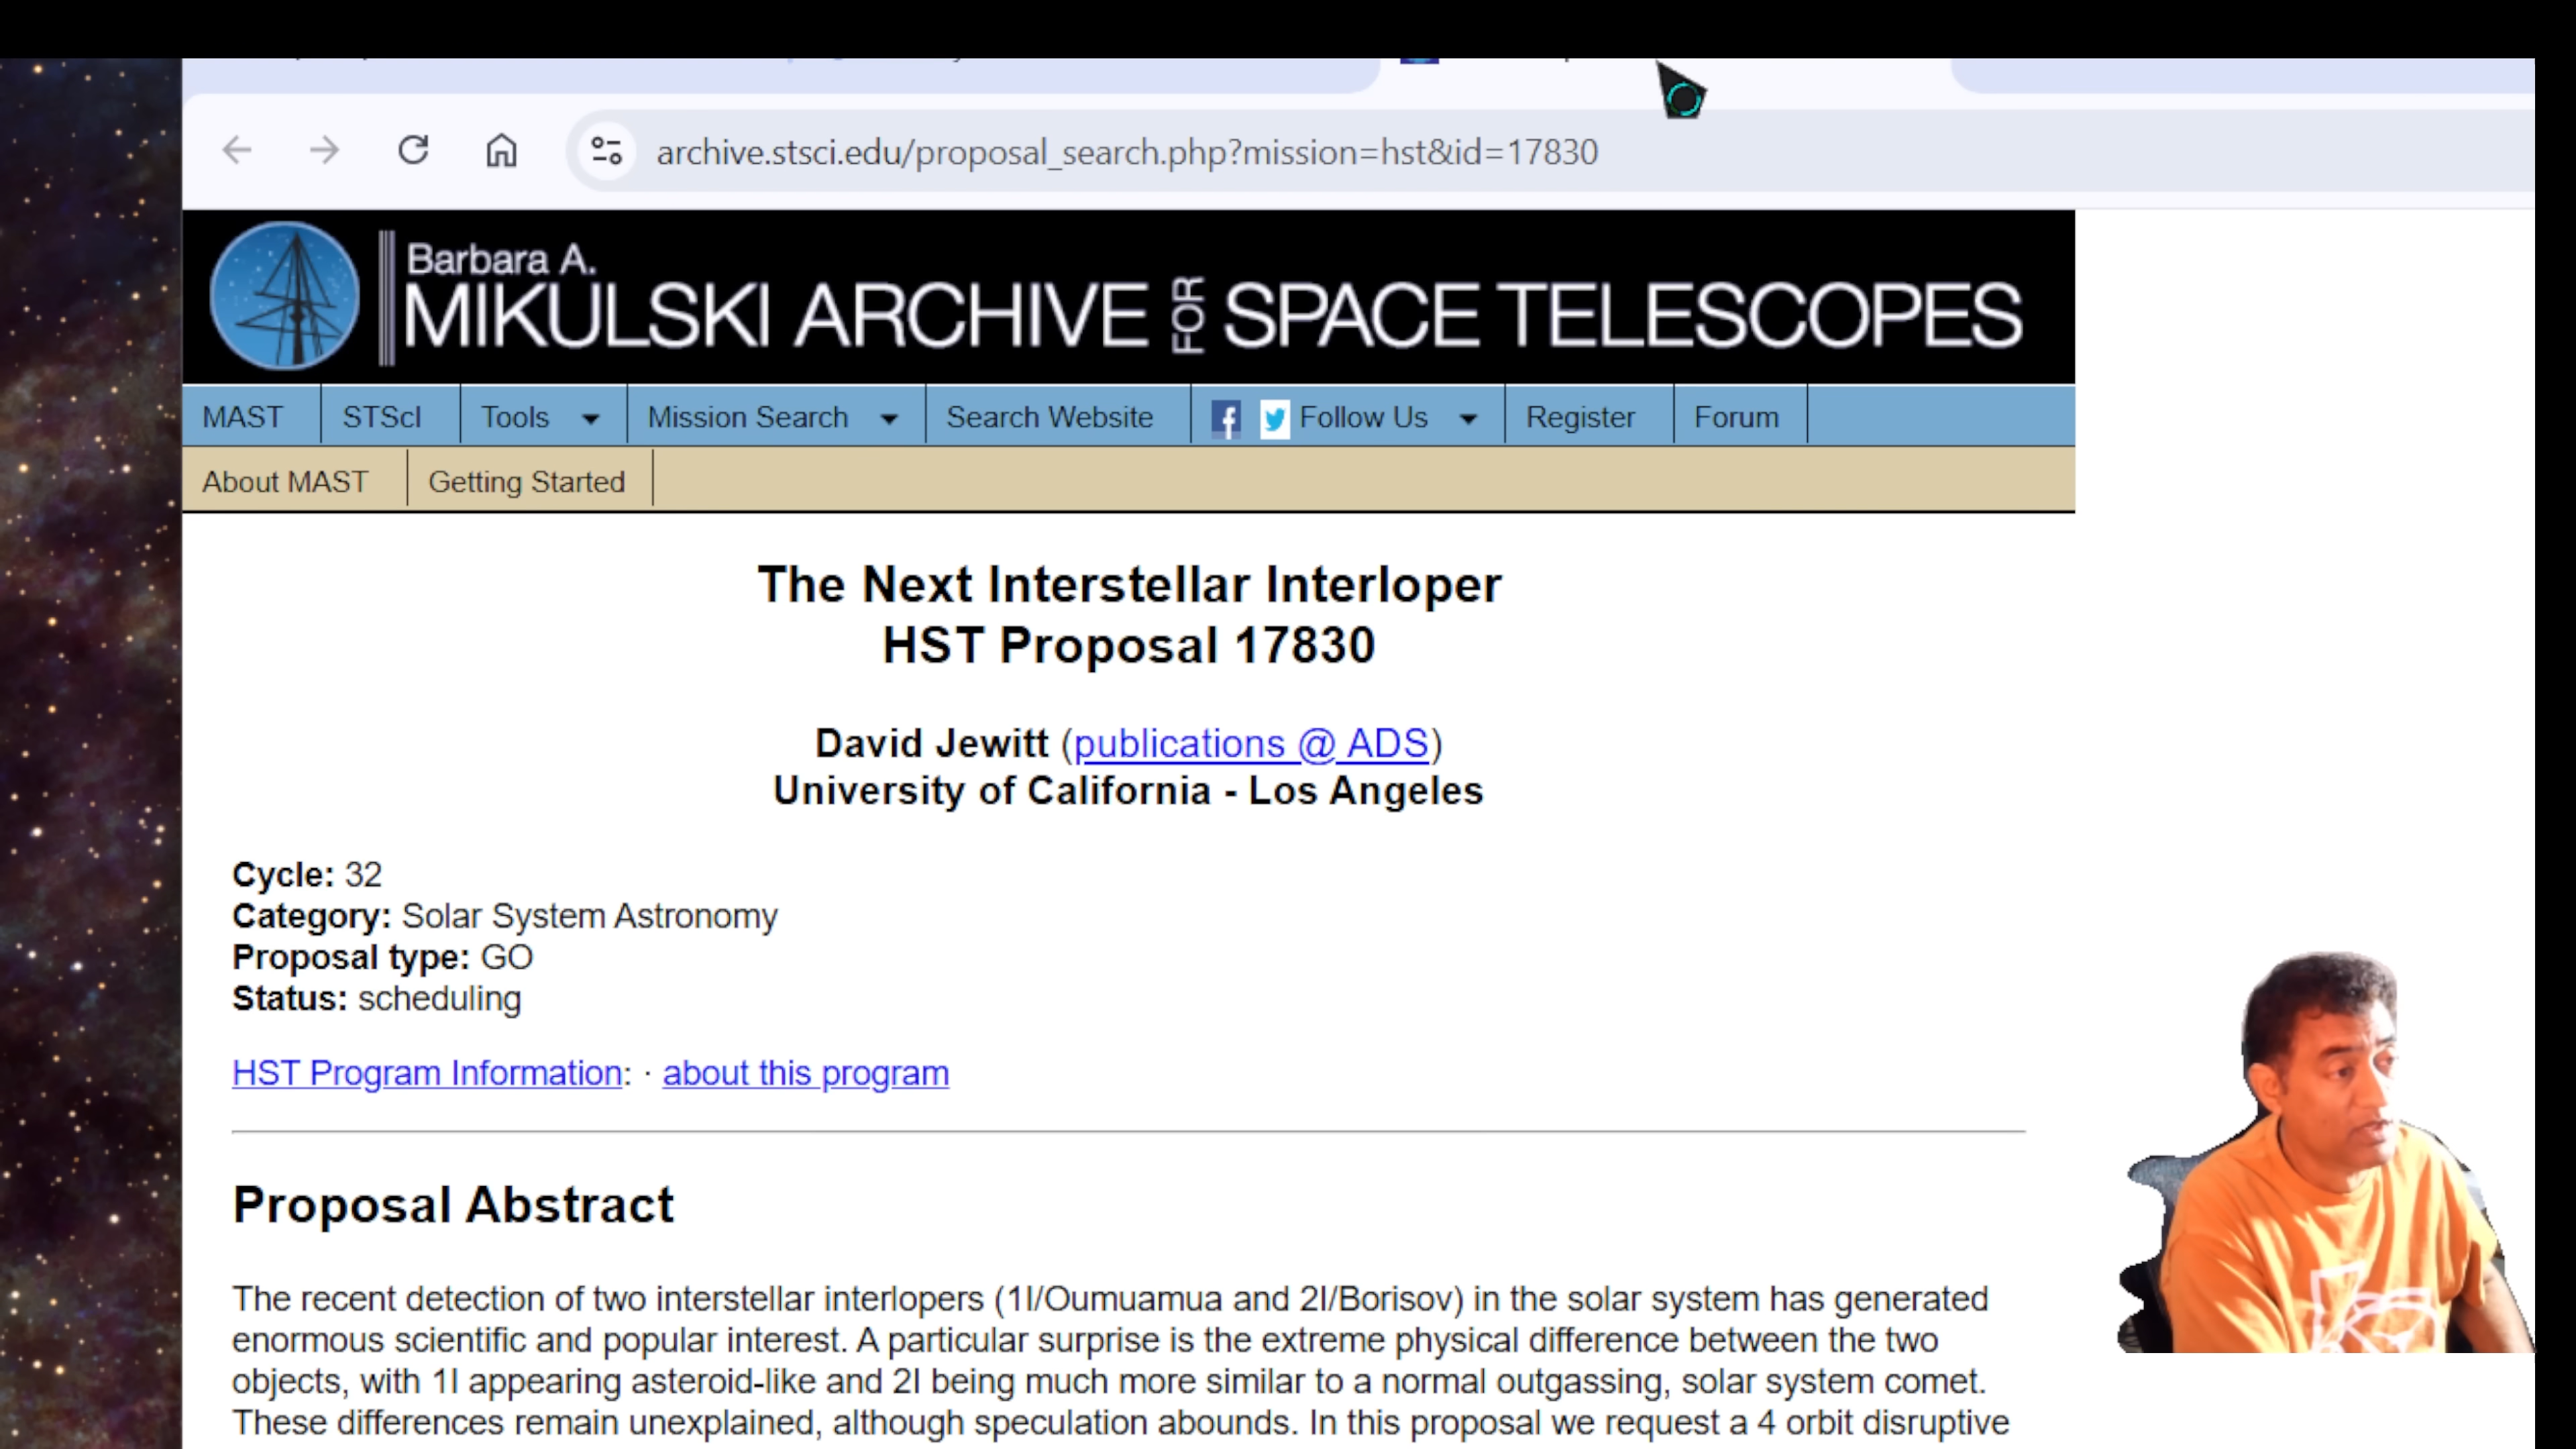 archive.stsci.edu/proposal_search.php?mission=hst&id=17830
Barbara A.
MIKULSKI ARCHIVE FOR SPACE TELESCOPES
MAST STScI Tools Mission Search Search Website Follow Us Register Forum
About MAST Getting Started
The Next Interstellar Interloper
HST Proposal 17830
David Jewitt (publications @ ADS)
University of California - Los Angeles
Cycle: 32
Category: Solar System Astronomy
Proposal type: GO
Status: scheduling
HST Program Information: · about this program
Proposal Abstract
The recent detection of two interstellar interlopers (1I/Oumuamua and 2I/Borisov) in the solar system has generated
enormous scientific and popular interest. A particular surprise is the extreme physical difference between the two
objects, with 1I appearing asteroid-like and 2I being much more similar to a normal outgassing, solar system comet.
These differences remain unexplained, although speculation abounds. In this proposal we request a 4 orbit disruptive